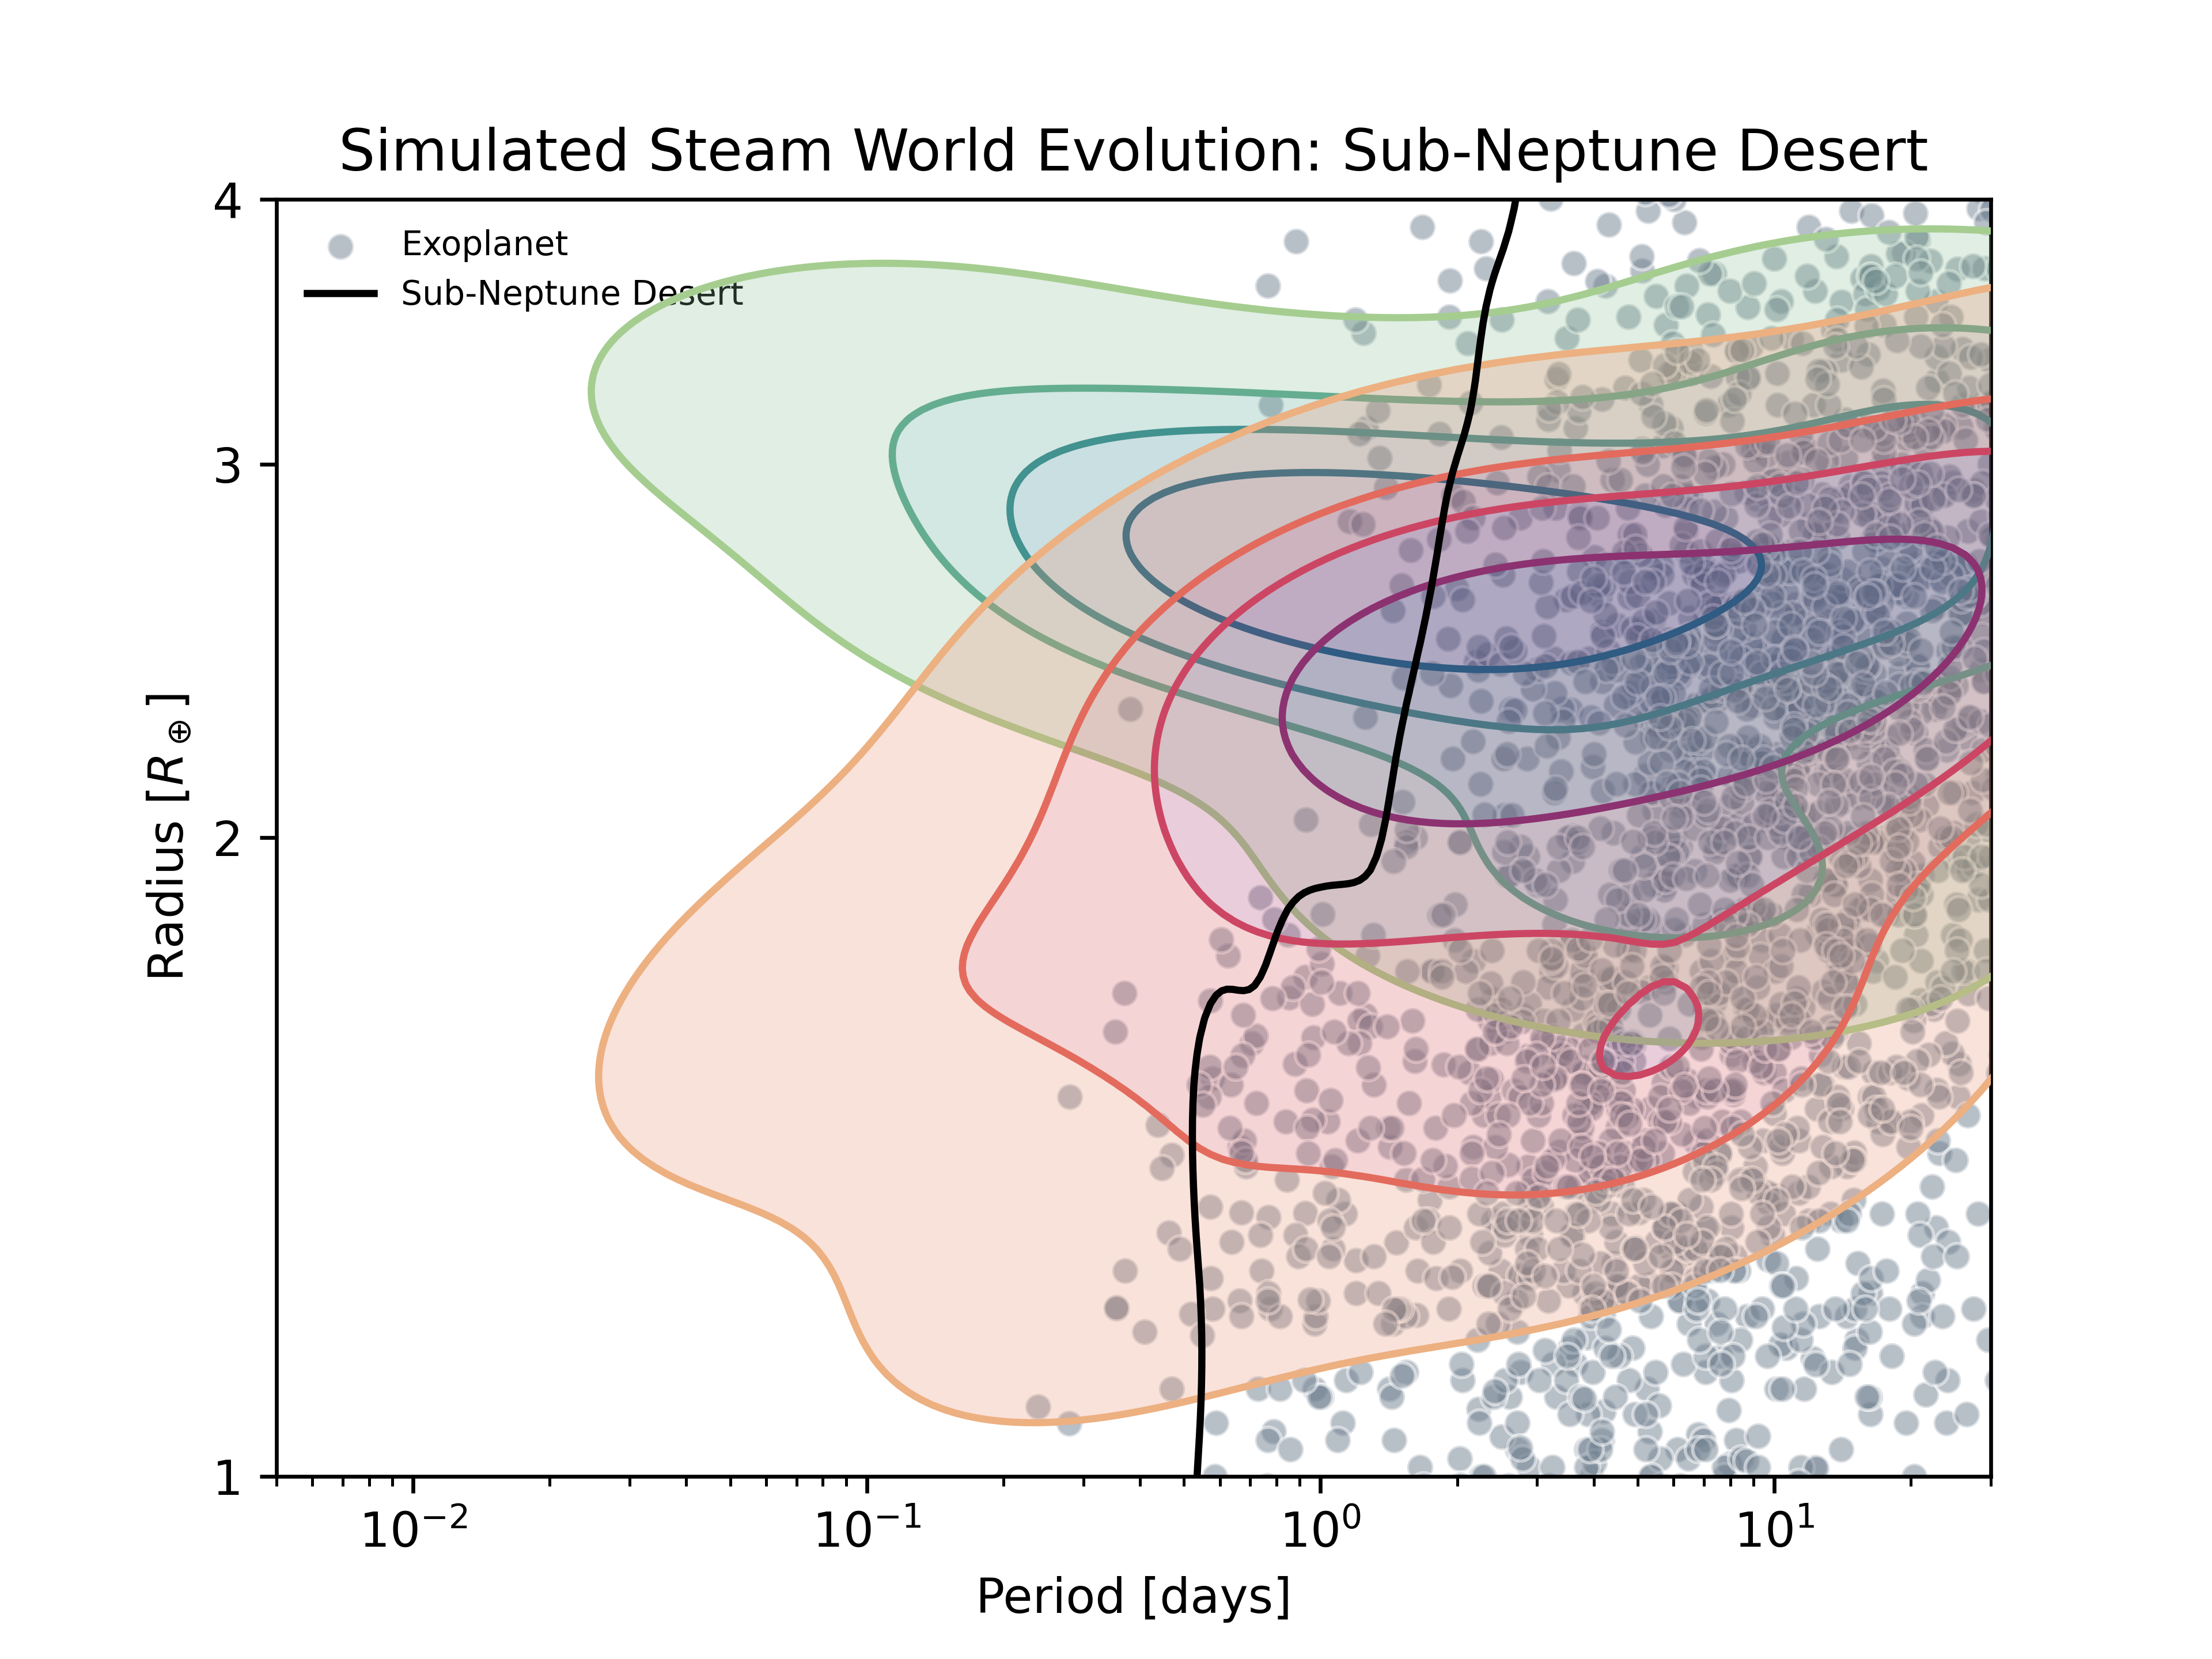 Simulated Steam World Evolution: Sub-Neptune Desert
4
Exoplanet
Sub-Neptune Desert
3
2
1
Radius [R⊕]
10⁻² 10⁻¹ 10⁰ 10¹
Period [days]